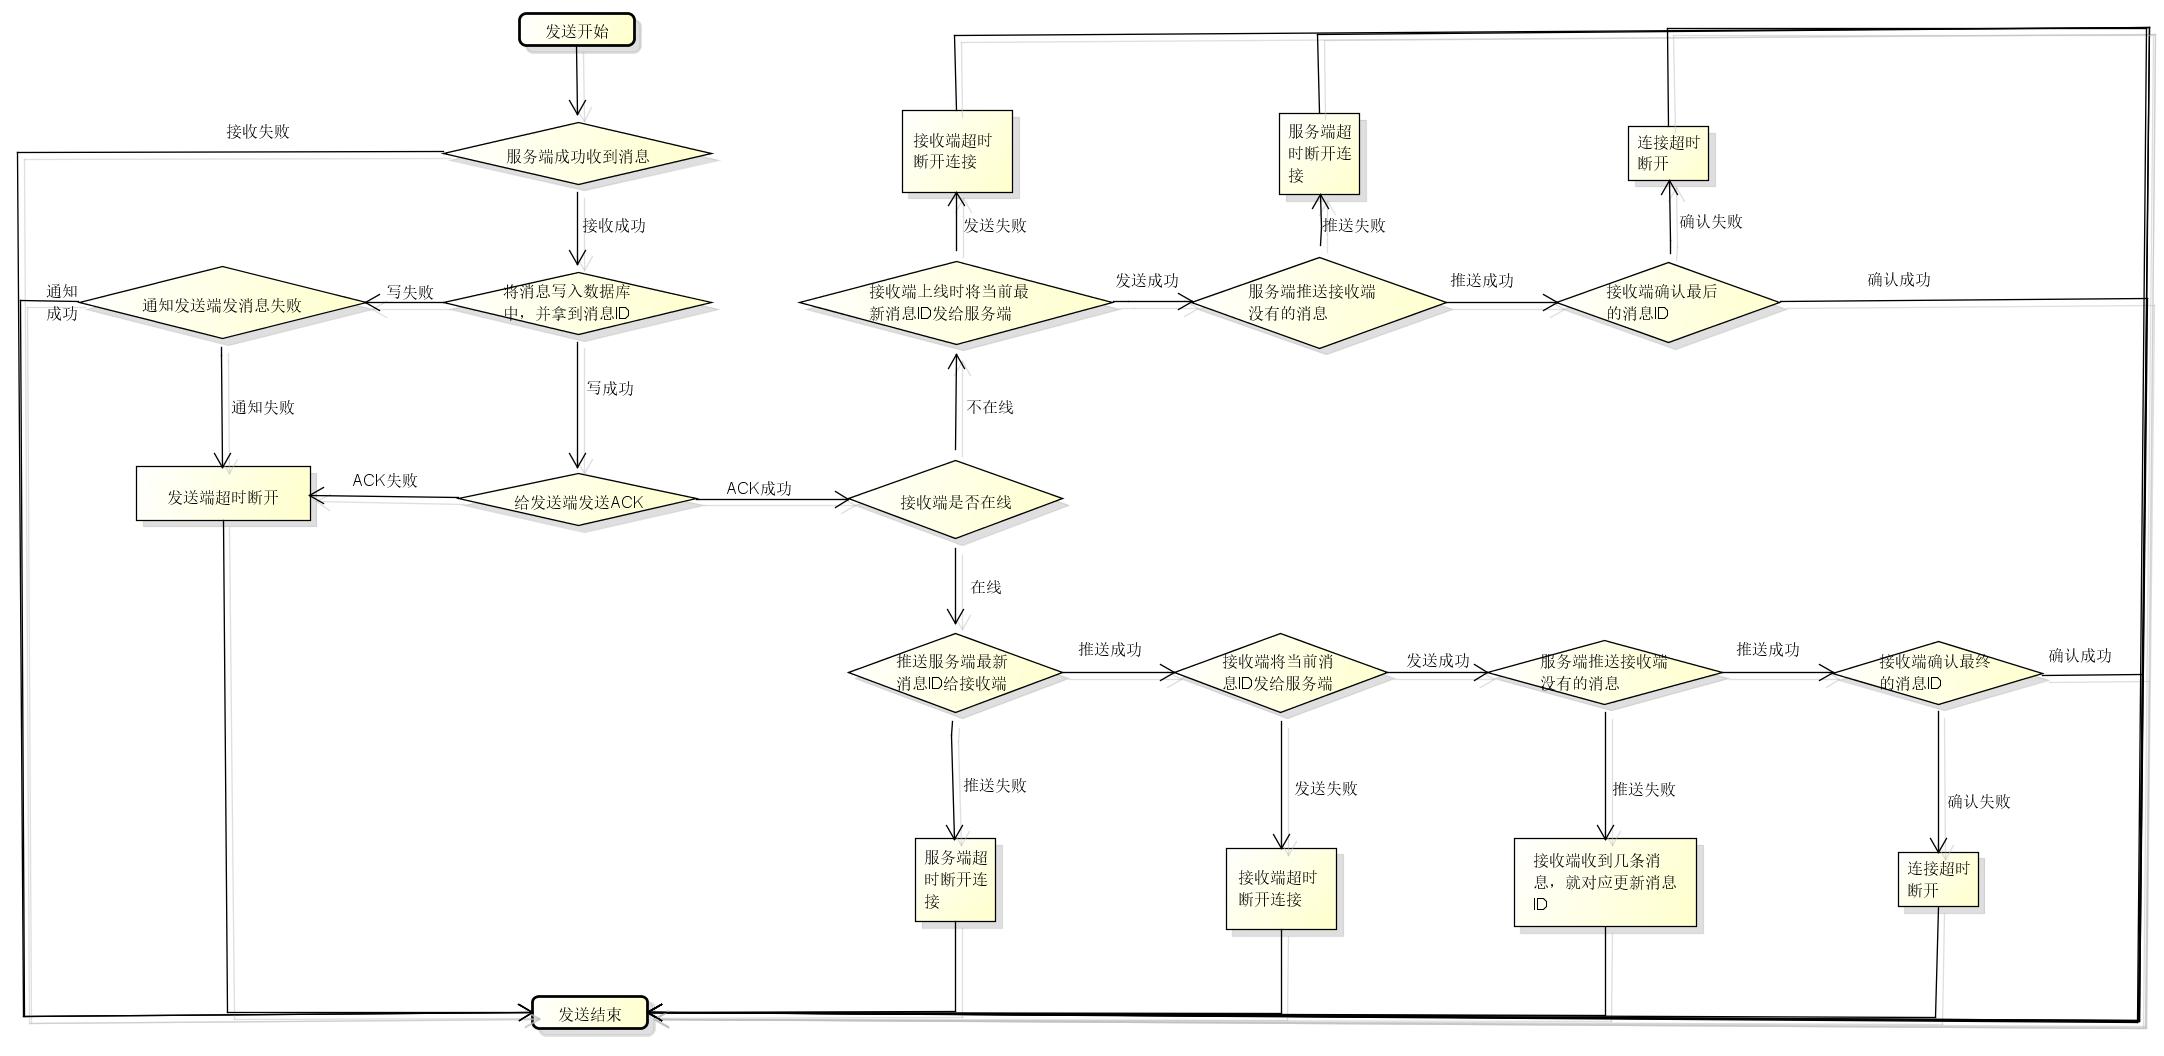 发送开始
接收失败
服务端成功收到消息
接收成功
接收端超时
断开连接
服务端超
时断开连
接
连接超时
断开
发送失败
推送失败
确认失败
通知
成功
通知发送端发消息失败
写失败
将消息写入数据库
中，并拿到消息ID
接收端上线时将当前最
新消息ID发给服务端
发送成功
服务端推送接收端
没有的消息
推送成功
接收端确认最后
的消息ID
确认成功
通知失败
写成功
不在线
发送端超时断开
ACK失败
给发送端发送ACK
ACK成功
接收端是否在线
在线
推送服务端最新
消息ID给接收端
推送成功
接收端将当前消
息ID发给服务端
发送成功
服务端推送接收端
没有的消息
推送成功
接收端确认最终
的消息ID
确认成功
推送失败
发送失败
推送失败
确认失败
服务端超
时断开连
接
接收端超时
断开连接
接收端收到几条消
息，就对应更新消息
ID
连接超时
断开
发送结束